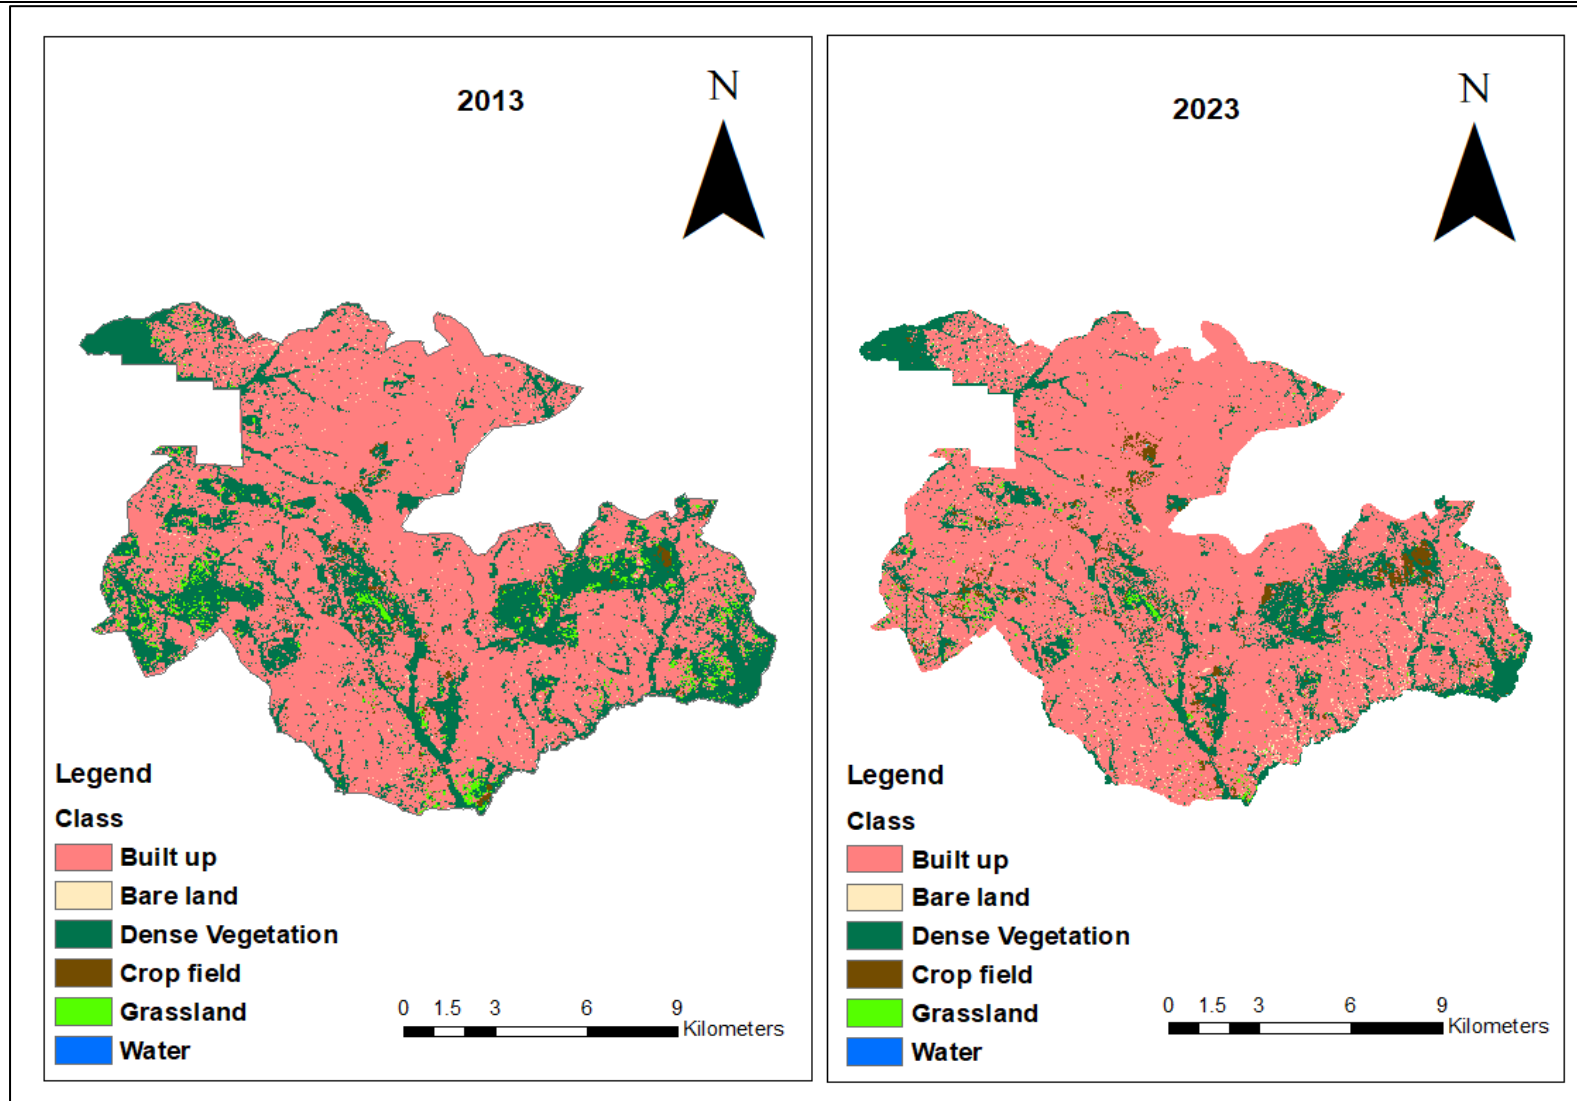 2013
N
Legend
Class
Built up
Bare land
Dense Vegetation
Crop field
Grassland
Water
0 1.5 3 6 9
Kilometers
2023
N
Legend
Class
Built up
Bare land
Dense Vegetation
Crop field
Grassland
Water
0 1.5 3 6 9
Kilometers